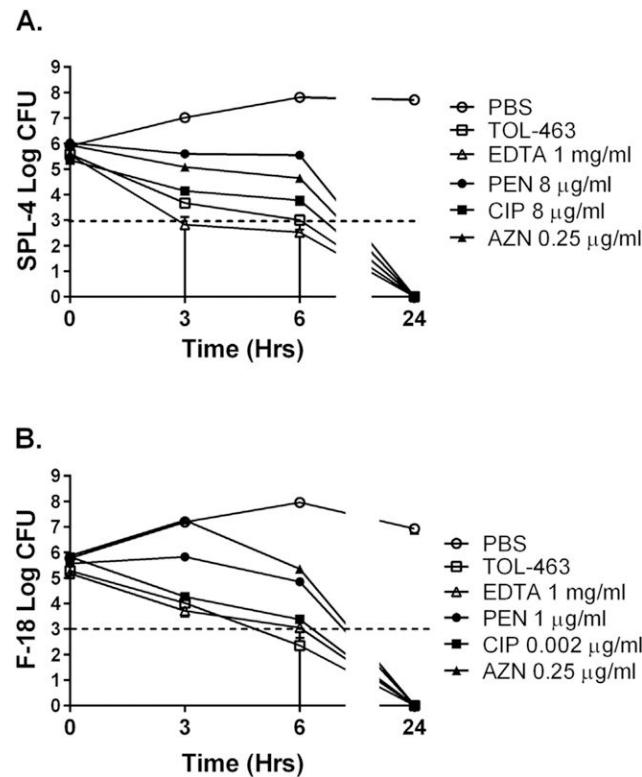 A.
SPL-4 Log CFU
9
8
7
6
5
4
3
2
1
0
0 3 6 24
Time (Hrs)
PBS
TOL-463
EDTA 1 mg/ml
PEN 8 μg/ml
CIP 8 μg/ml
AZN 0.25 μg/ml
B.
F-18 Log CFU
9
8
7
6
5
4
3
2
1
0
0 3 6 24
Time (Hrs)
PBS
TOL-463
EDTA 1 mg/ml
PEN 1 μg/ml
CIP 0.002 μg/ml
AZN 0.25 μg/ml